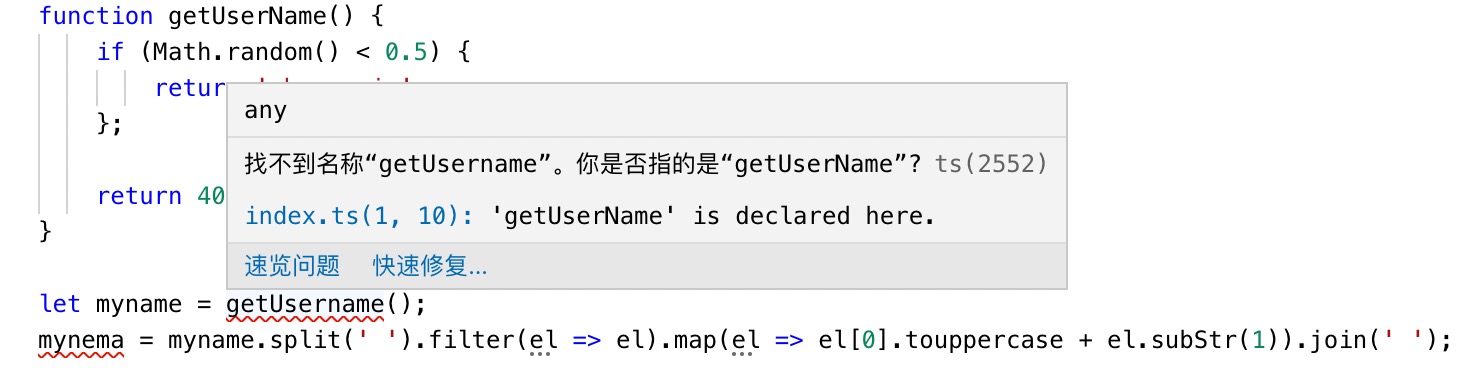 function getUserName() {
if (Math.random() < 0.5) {
retur
any
};
找不到名称“getUsername”。你是否指的是“getUserName”? ts(2552)
return 40
index.ts(1, 10): 'getUserName' is declared here.
}
速览问题 快速修复...
let myname = getUsername();
mynema = myname.split(' ').filter(el => el).map(el => el[0].touppercase + el.subStr(1)).join(' ');